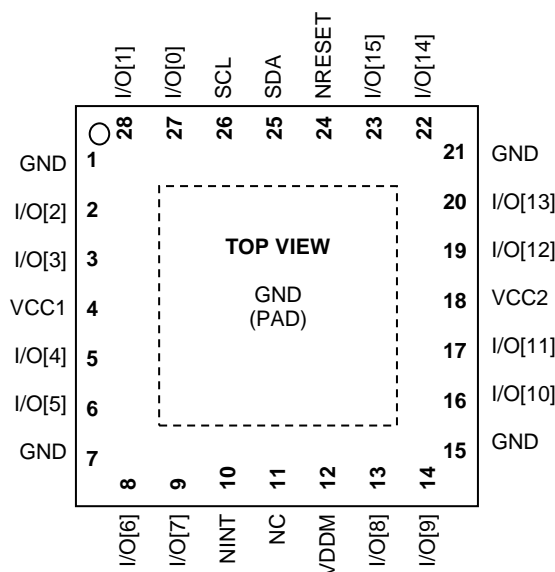 I/O[1] I/O[0] SCL SDA NRESET I/O[15] I/O[14]
28 27 26 25 24 23 22
GND 1 21 GND
I/O[2] 2 20 I/O[13]
I/O[3] 3 19 I/O[12]
TOP VIEW
VCC1 4 18 VCC2
GND
(PAD)
I/O[4] 5 17 I/O[11]
I/O[5] 6 16 I/O[10]
GND 7 15 GND
8 9 10 11 12 13 14
I/O[6] I/O[7] NINT NC VDDM I/O[8] I/O[9]